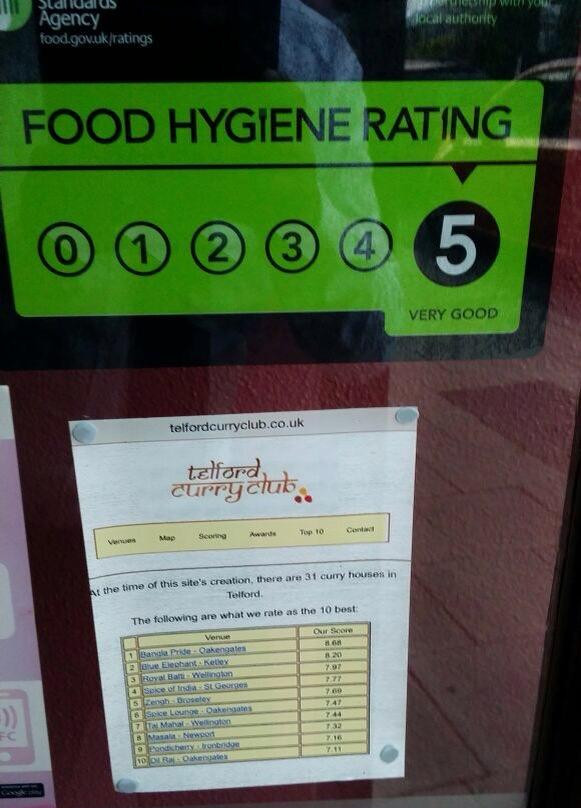 Standards
Agency
food.gov.uk/ratings
partnership with your
local authority
FOOD HYGIENE RATING
0 1 2 3 4 5
VERY GOOD
telfordcurryclub.co.uk
telford
curry club
Venues Map Scoring Awards Top 10 Contact
At the time of this site's creation, there are 31 curry houses in
Telford.
The following are what we rate as the 10 best:
Venue Our Score
1 Bangla Pride - Oakengates 8.68
2 Blue Elephant - Ketley 8.20
3 Royal Balti - Wellington 7.97
4 Spice of India - St Georges 7.77
5 Zengh - Broseley 7.69
6 Spice Lounge - Oakengates 7.47
7 Taj Mahal - Wellington 7.44
8 Masala - Newport 7.32
9 Pondicherry - Ironbridge 7.16
10 Dil Raj - Oakengates 7.11
Google play